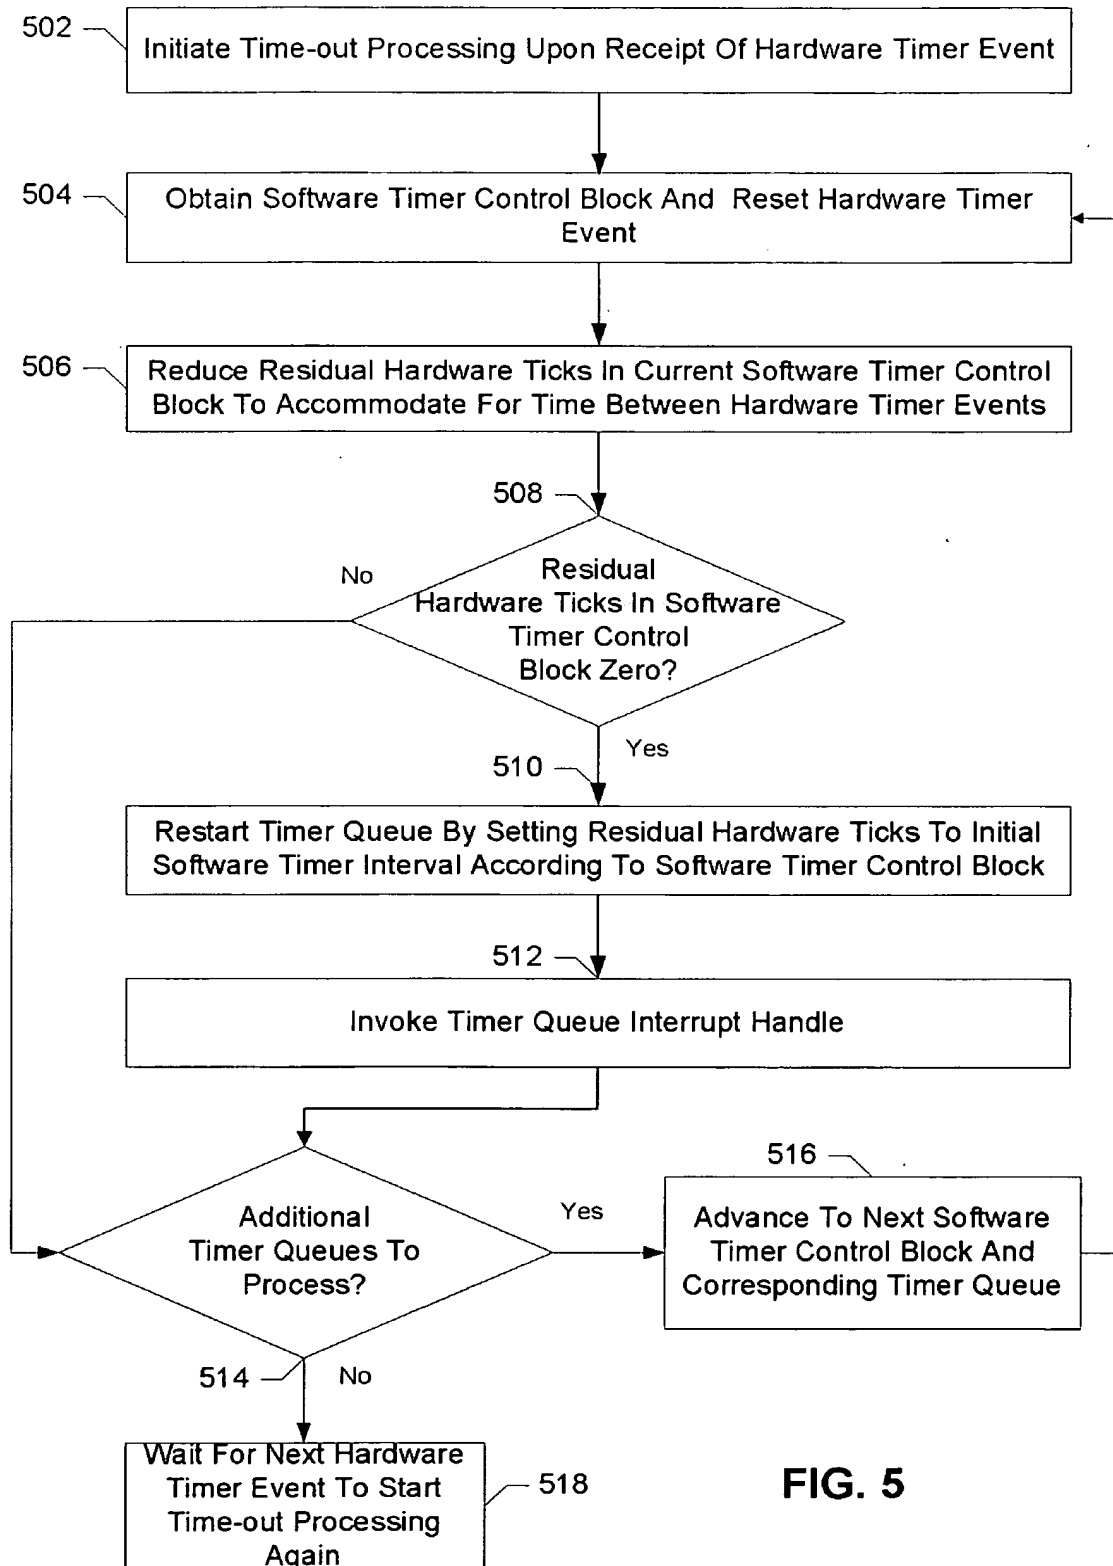 502
Initiate Time-out Processing Upon Receipt Of Hardware Timer Event
504
Obtain Software Timer Control Block And Reset Hardware Timer
Event
506
Reduce Residual Hardware Ticks In Current Software Timer Control
Block To Accommodate For Time Between Hardware Timer Events
508
No
Residual
Hardware Ticks In Software
Timer Control
Block Zero?
Yes
510
Restart Timer Queue By Setting Residual Hardware Ticks To Initial
Software Timer Interval According To Software Timer Control Block
512
Invoke Timer Queue Interrupt Handle
516
Additional
Timer Queues To
Process?
Yes
Advance To Next Software
Timer Control Block And
Corresponding Timer Queue
514
No
Wait For Next Hardware
Timer Event To Start
Time-out Processing
Again
518
FIG. 5